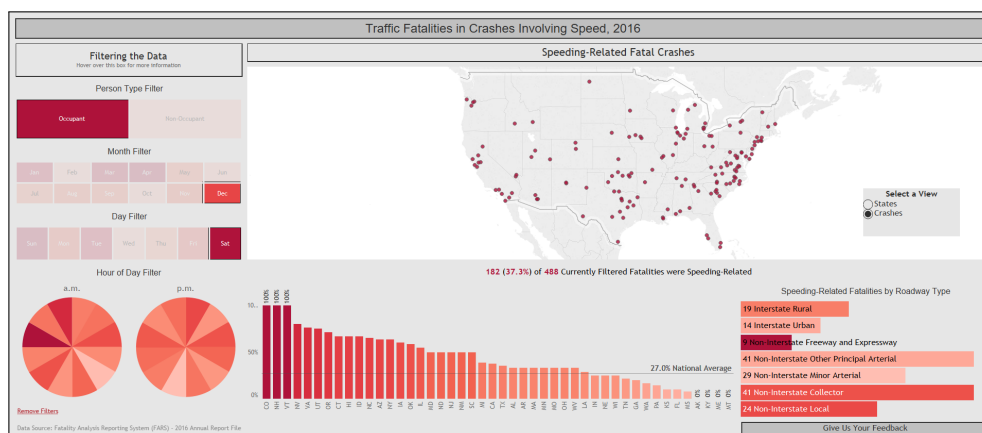 Traffic Fatalities in Crashes Involving Speed, 2016
Filtering the Data
Hover over this box for more information
Person Type Filter
Occupant
Non-Occupant
Month Filter
Jan Feb Mar Apr May Jun
Jul Oct Dec
Day Filter
Sun Tue Wed Thu Fri Sat
Hour of Day Filter
a.m.
p.m.
Remove Filters
Speeding-Related Fatal Crashes
Select a View
States
Crashes
182 (37.3%) of 488 Currently Filtered Fatalities were Speeding-Related
100% 100% 100%
10...
50%
0%
27.0% National Average
0% 0% 0% 0%
CO NH VT NV VA UT OR CT HI ID NC AZ NY IA OK IL ND NJ NM SC MI CA TX AL AR MA MN MO OH WV LA IN NE WI TN GA WA PA KS FL MS AK KY ME MT
Speeding-Related Fatalities by Roadway Type
19 Interstate Rural
14 Interstate Urban
9 Non-Interstate Freeway and Expressway
41 Non-Interstate Other Principal Arterial
29 Non-Interstate Minor Arterial
41 Non-Interstate Collector
24 Non-Interstate Local
Data Source: Fatality Analysis Reporting System (FARS) - 2016 Annual Report File
Give Us Your Feedback